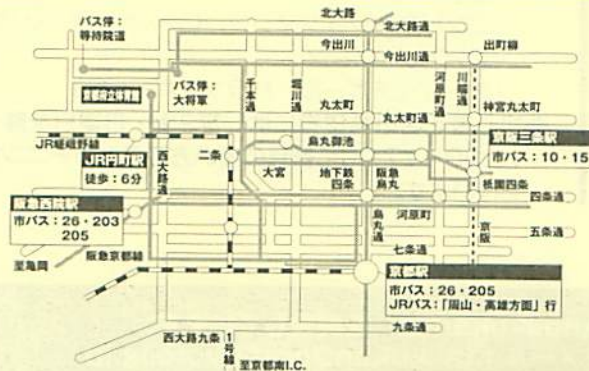 バス停:
等持院道
北大路
北大路通
今出川
今出川通
出町柳
バス停:
大将軍
京都府立体育館
千本通
堀川通
河原町通
川端通
丸太町
丸太町通
神宮丸太町
JR嵯峨野線
JR円町駅
徒歩:6分
西大路通
二条
烏丸御池
京阪三条駅
市バス:10・15
大宮
地下鉄
四条
阪急
烏丸
祇園四条
四条通
阪急西院駅
市バス:26・203
205
烏丸通
河原町
京阪
五条通
七条通
至亀岡
阪急京都線
京都駅
市バス:26・205
JRバス:「周山・高雄方面」行
九条通
西大路九条
1号線
至京都南I.C.